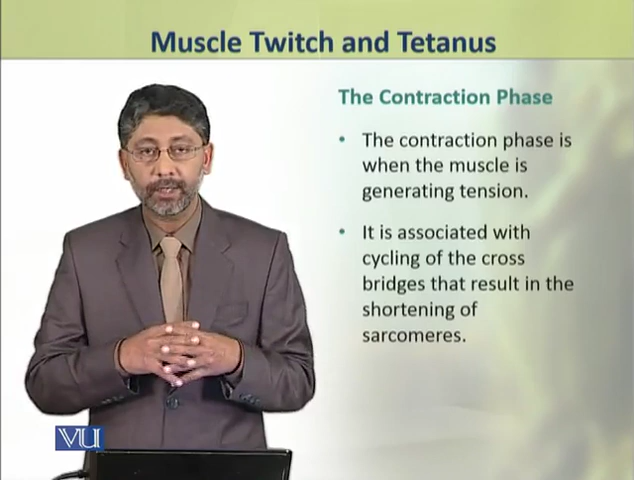 Muscle Twitch and Tetanus
The Contraction Phase
• The contraction phase is
when the muscle is
generating tension.
• It is associated with
cycling of the cross
bridges that result in the
shortening of
sarcomeres.
VU